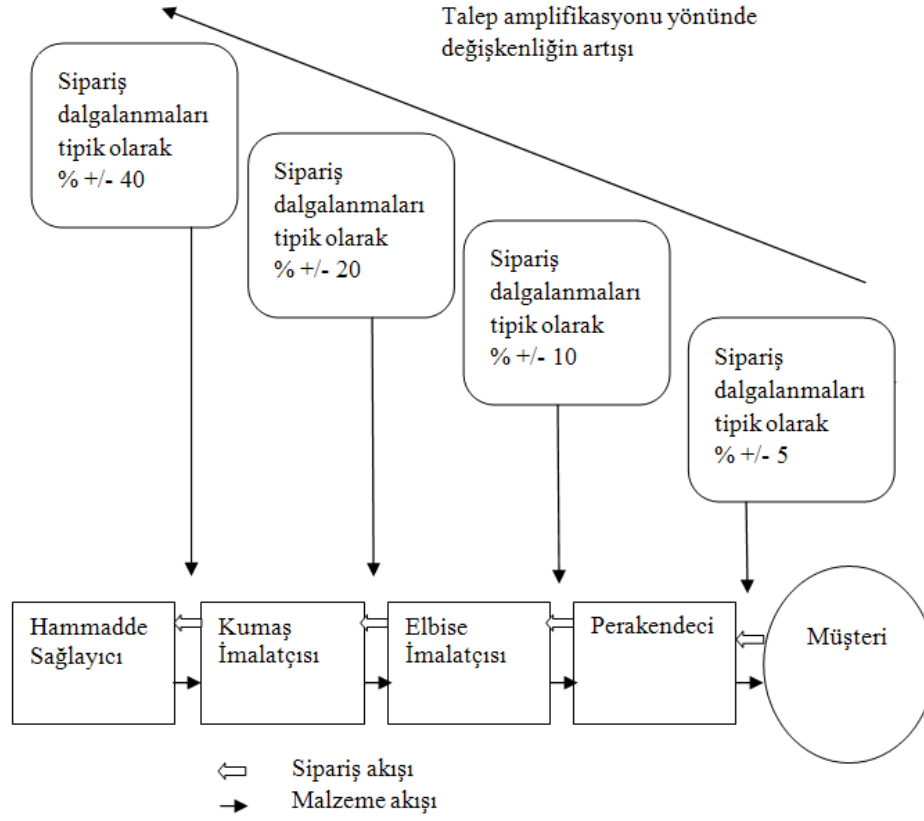 Talep amplifikasyonu yönünde
değişkenliğin artışı
Sipariş
dalgalanmaları
tipik olarak
% +/- 40
Sipariş
dalgalanmaları
tipik olarak
% +/- 20
Sipariş
dalgalanmaları
tipik olarak
% +/- 10
Sipariş
dalgalanmaları
tipik olarak
% +/- 5
Hammadde
Sağlayıcı
Kumaş
İmalatçısı
Elbise
İmalatçısı
Perakendeci
Müşteri
Sipariş akışı
Malzeme akışı